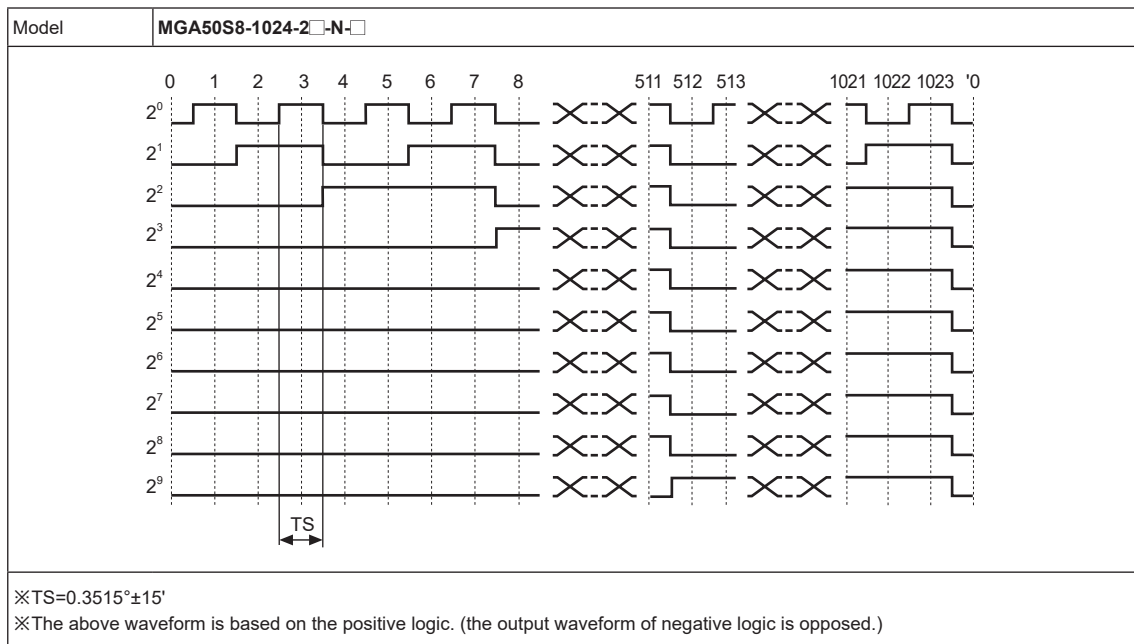 Model MGA50S8-1024-2□-N-□
0 1 2 3 4 5 6 7 8 511 512 513 1021 1022 1023 '0
2⁰
2¹
2²
2³
2⁴
2⁵
2⁶
2⁷
2⁸
2⁹
TS
※TS=0.3515°±15'
※The above waveform is based on the positive logic. (the output waveform of negative logic is opposed.)